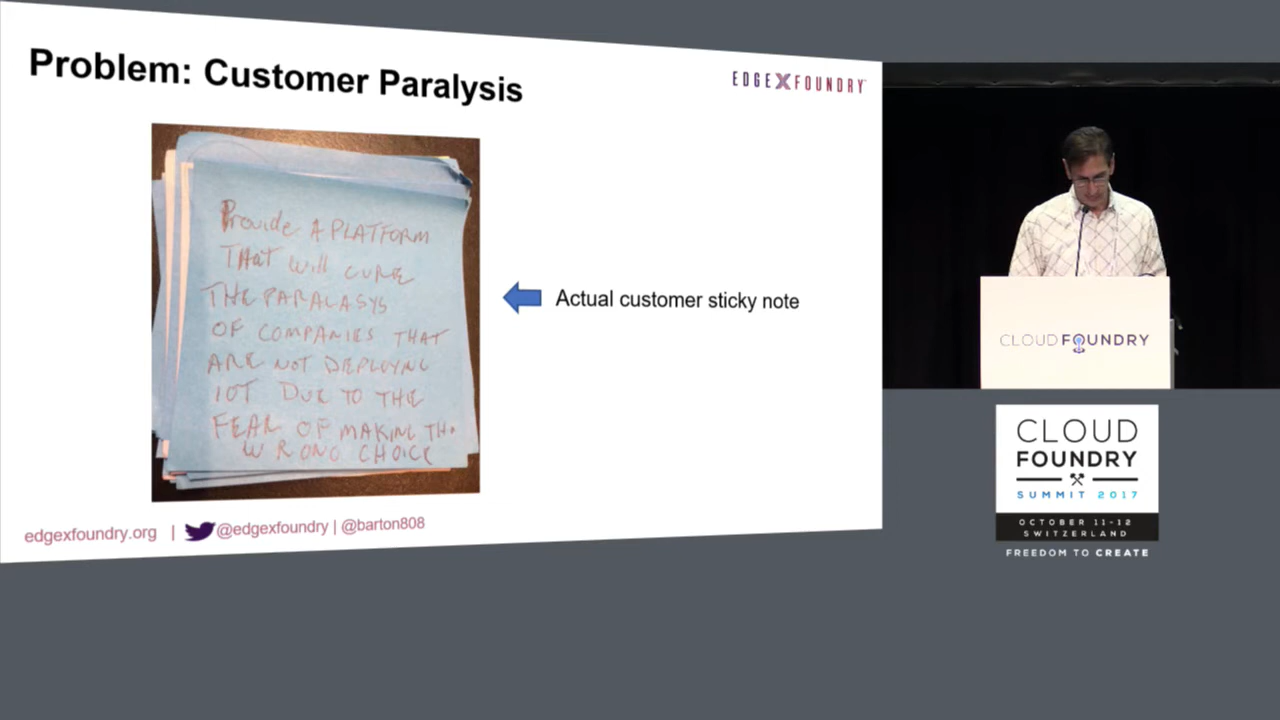 Problem: Customer Paralysis
EDGEXFOUNDRY
Provide A PLATFORM
THAT will CURE
THE PARALASYS
OF COMPANIES THAT
ARE NOT DEPLOYNG
IOT DUE TO THE
FEAR OF MAKING THE
WRONG CHOICE
Actual customer sticky note
edgexfoundry.org | @edgexfoundry | @barton808
CLOUD FOUNDRY
CLOUD
FOUNDRY
SUMMIT 2017
OCTOBER 11-12
SWITZERLAND
FREEDOM TO CREATE